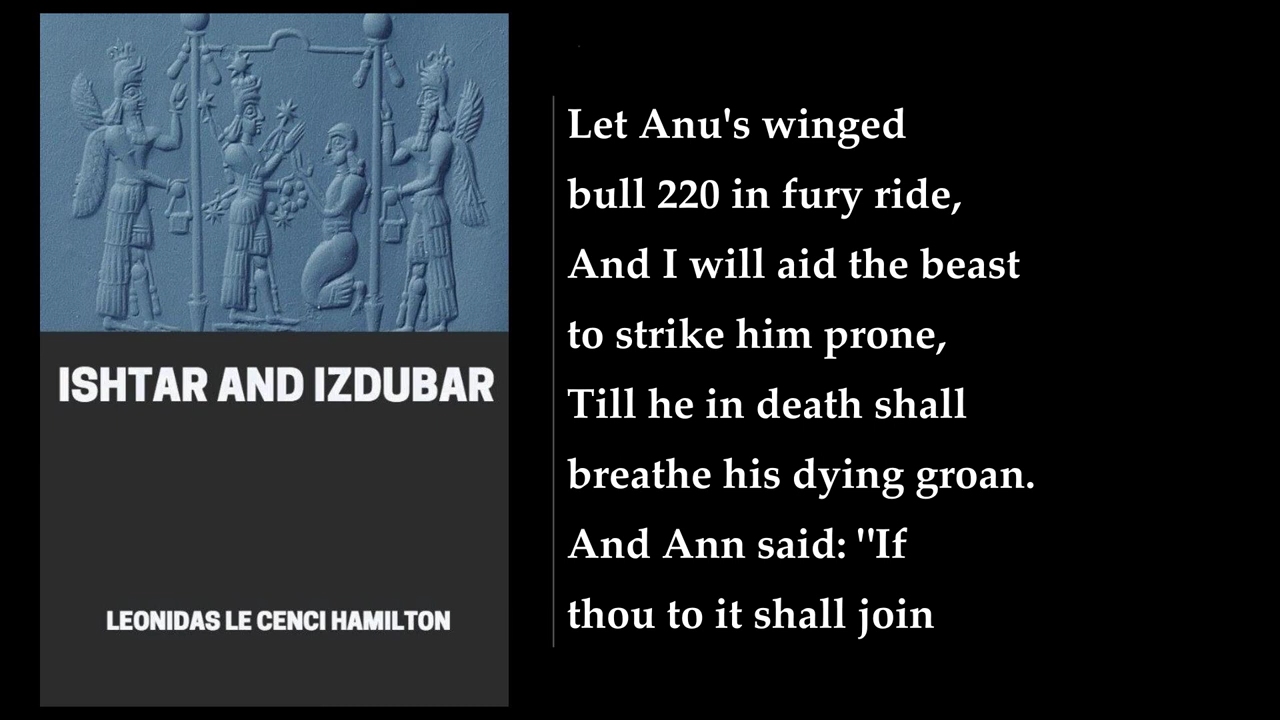 ISHTAR AND IZDUBAR
LEONIDAS LE CENCI HAMILTON
Let Anu's winged
bull 220 in fury ride,
And I will aid the beast
to strike him prone,
Till he in death shall
breathe his dying groan.
And Ann said: "If
thou to it shall join